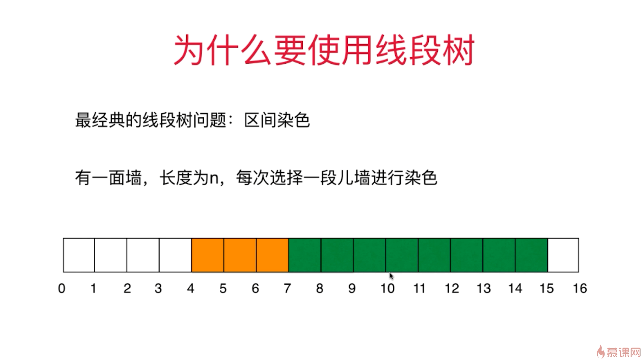 为什么要使用线段树
最经典的线段树问题：区间染色
有一面墙，长度为n，每次选择一段儿墙进行染色
0 1 2 3 4 5 6 7 8 9 10 11 12 13 14 15 16
慕课网